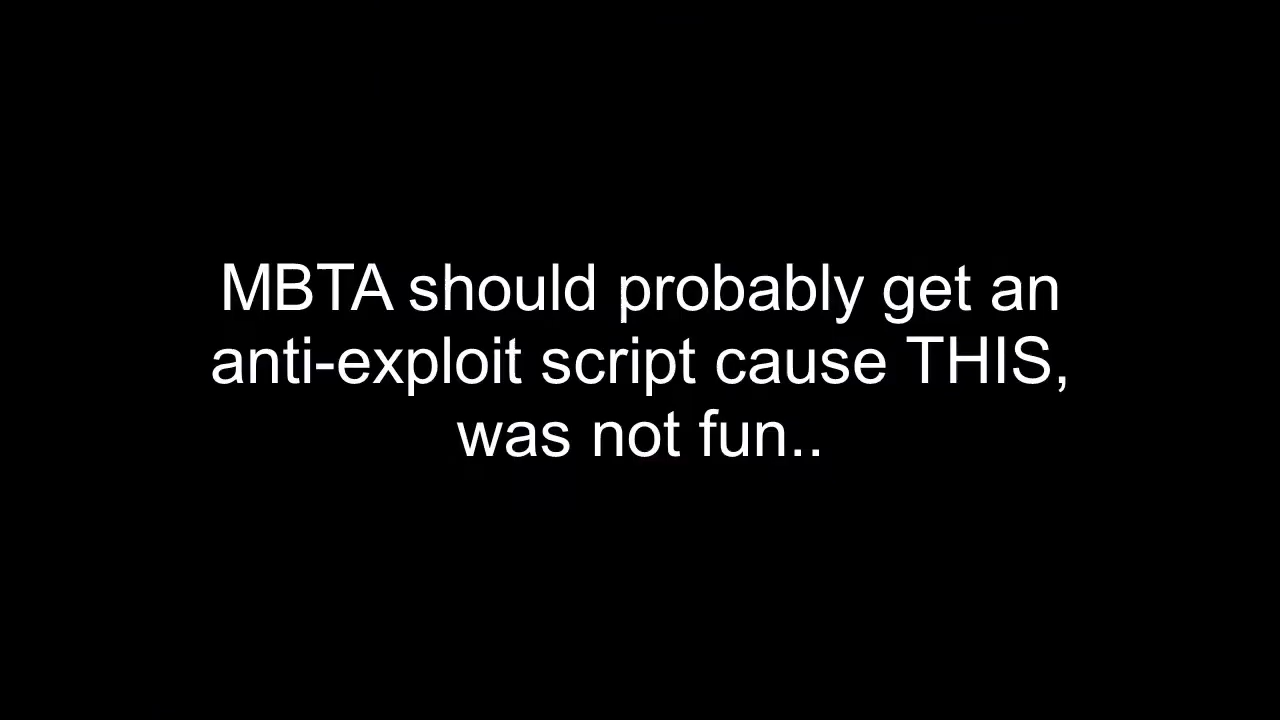 MBTA should probably get an
anti-exploit script cause THIS,
was not fun..